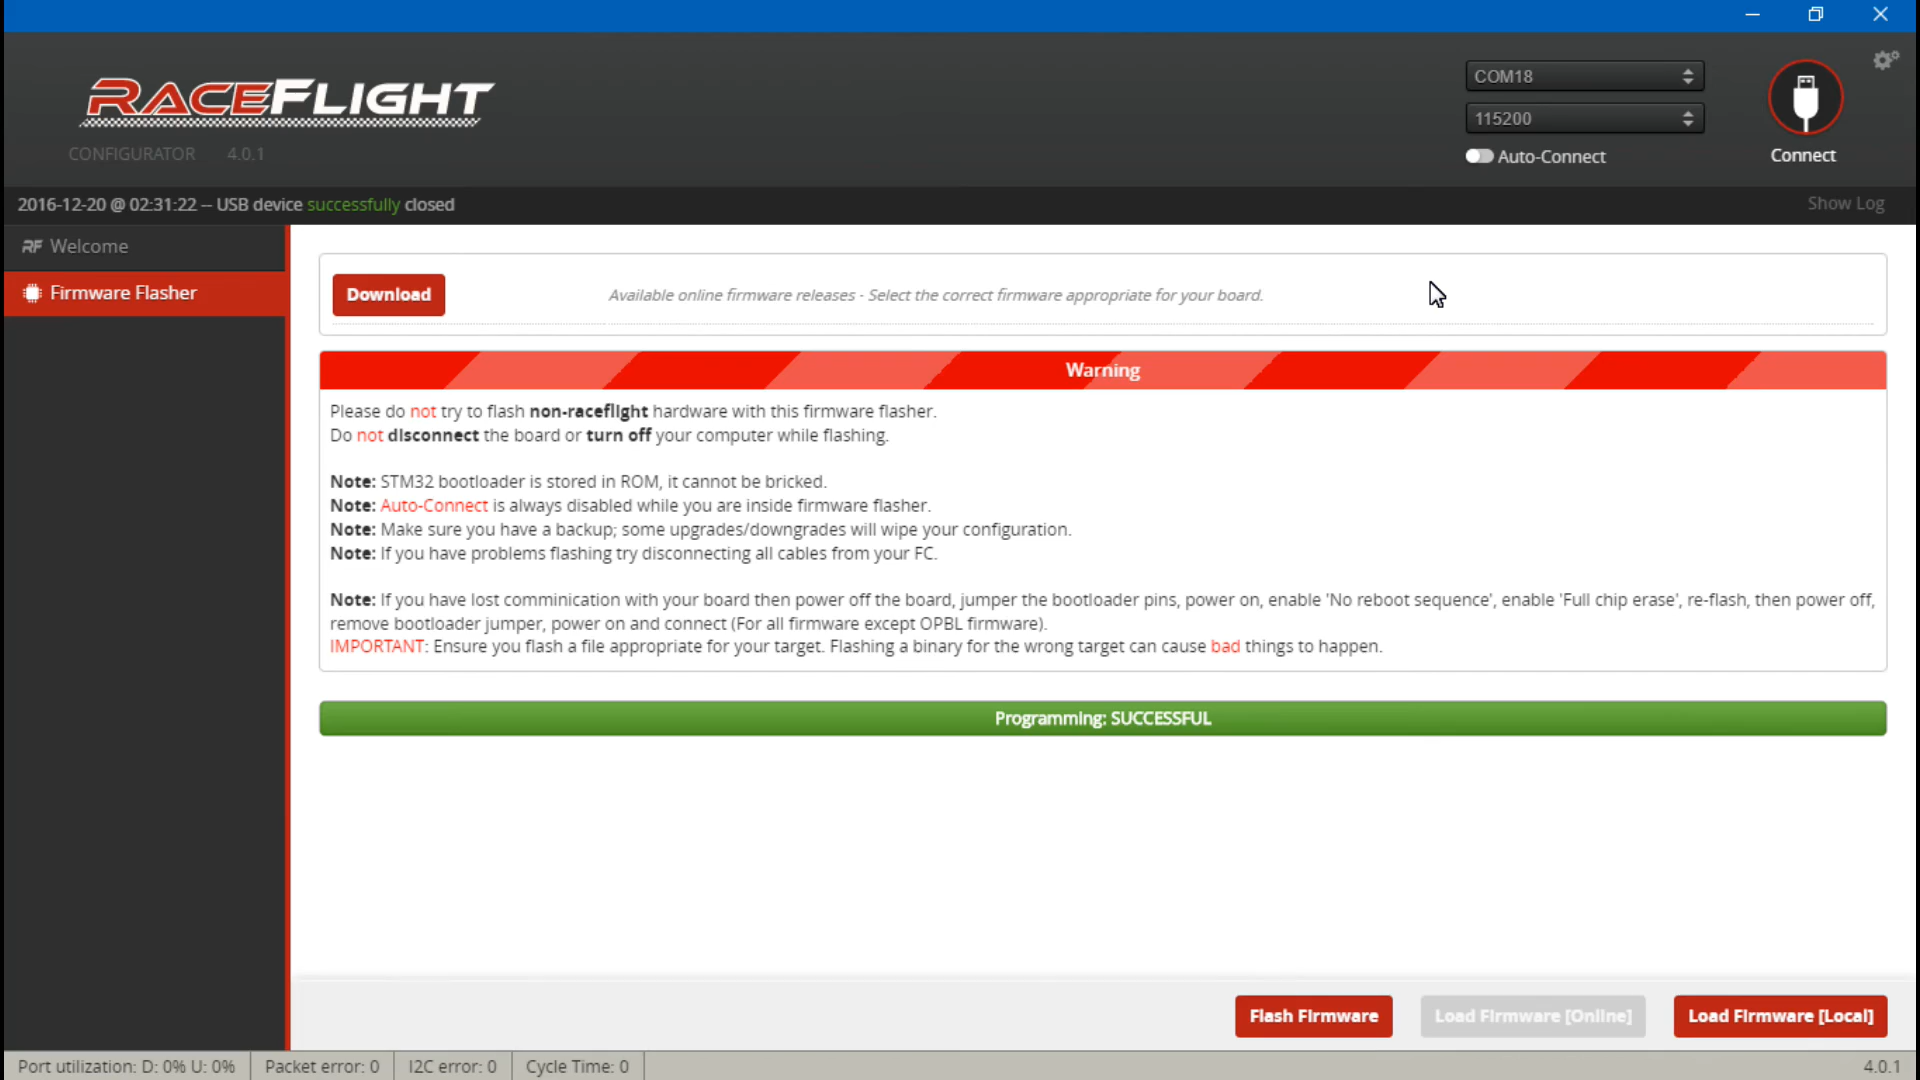 RACEFLIGHT
CONFIGURATOR 4.0.1
COM18
115200
Auto-Connect
Connect
2016-12-20 @ 02:31:22 -- USB device successfully closed
Show Log
RF Welcome
Firmware Flasher
Download
Available online firmware releases - Select the correct firmware appropriate for your board.
Warning
Please do not try to flash non-raceflight hardware with this firmware flasher.
Do not disconnect the board or turn off your computer while flashing.
Note: STM32 bootloader is stored in ROM, it cannot be bricked.
Note: Auto-Connect is always disabled while you are inside firmware flasher.
Note: Make sure you have a backup; some upgrades/downgrades will wipe your configuration.
Note: If you have problems flashing try disconnecting all cables from your FC.
Note: If you have lost comminication with your board then power off the board, jumper the bootloader pins, power on, enable 'No reboot sequence', enable 'Full chip erase', re-flash, then power off,
remove bootloader jumper, power on and connect (For all firmware except OPBL firmware).
IMPORTANT: Ensure you flash a file appropriate for your target. Flashing a binary for the wrong target can cause bad things to happen.
Programming: SUCCESSFUL
Flash Firmware
Load Firmware [Online]
Load Firmware [Local]
Port utilization: D: 0% U: 0%
Packet error: 0
I2C error: 0
Cycle Time: 0
4.0.1